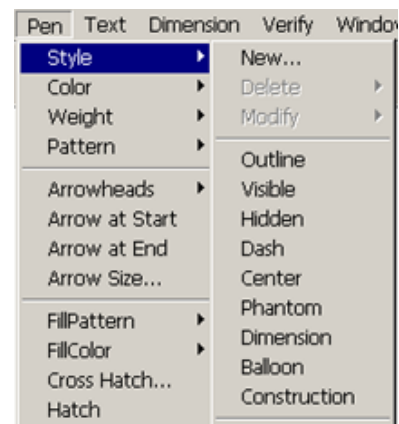 Pen Text Dimension Verify Windo
Style
Color
Weight
Pattern
Arrowheads
Arrow at Start
Arrow at End
Arrow Size...
FillPattern
FillColor
Cross Hatch...
Hatch
New...
Delete
Modify
Outline
Visible
Hidden
Dash
Center
Phantom
Dimension
Balloon
Construction